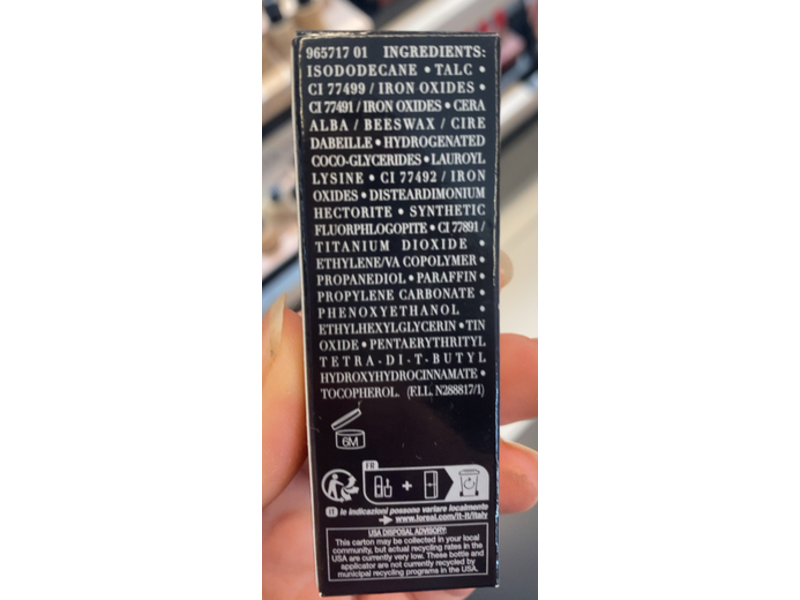 965717 01 INGREDIENTS:
ISODODECANE • TALC •
CI 77499 / IRON OXIDES •
CI 77491 / IRON OXIDES • CERA
ALBA / BEESWAX / CIRE
DABEILLE • HYDROGENATED
COCO-GLYCERIDES • LAUROYL
LYSINE • CI 77492 / IRON
OXIDES • DISTEARDIMONIUM
HECTORITE • SYNTHETIC
FLUORPHLOGOPITE • CI 77891 /
TITANIUM DIOXIDE •
ETHYLENE/VA COPOLYMER •
PROPANEDIOL • PARAFFIN •
PROPYLENE CARBONATE •
PHENOXYETHANOL •
ETHYLHEXYLGLYCERIN • TIN
OXIDE • PENTAERYTHRITYL
TETRA-DI-T-BUTYL
HYDROXYHYDROCINNAMATE •
TOCOPHEROL. (F.I.L. N288817/1)
6M
FR
IT le indicazioni possono variare localmente
www.loreal.com/it-it/italy
USA DISPOSAL ADVISORY:
This carton may be collected in your local
community, but actual recycling rates in the
USA are currently very low. These bottle and
applicator are not currently recycled by
municipal recycling programs in the USA.